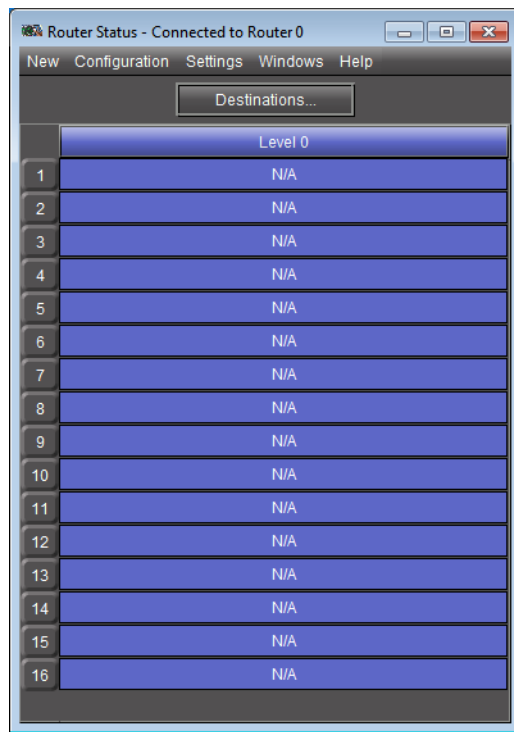 Router Status - Connected to Router 0
New Configuration Settings Windows Help
Destinations...
Level 0
1 N/A
2 N/A
3 N/A
4 N/A
5 N/A
6 N/A
7 N/A
8 N/A
9 N/A
10 N/A
11 N/A
12 N/A
13 N/A
14 N/A
15 N/A
16 N/A